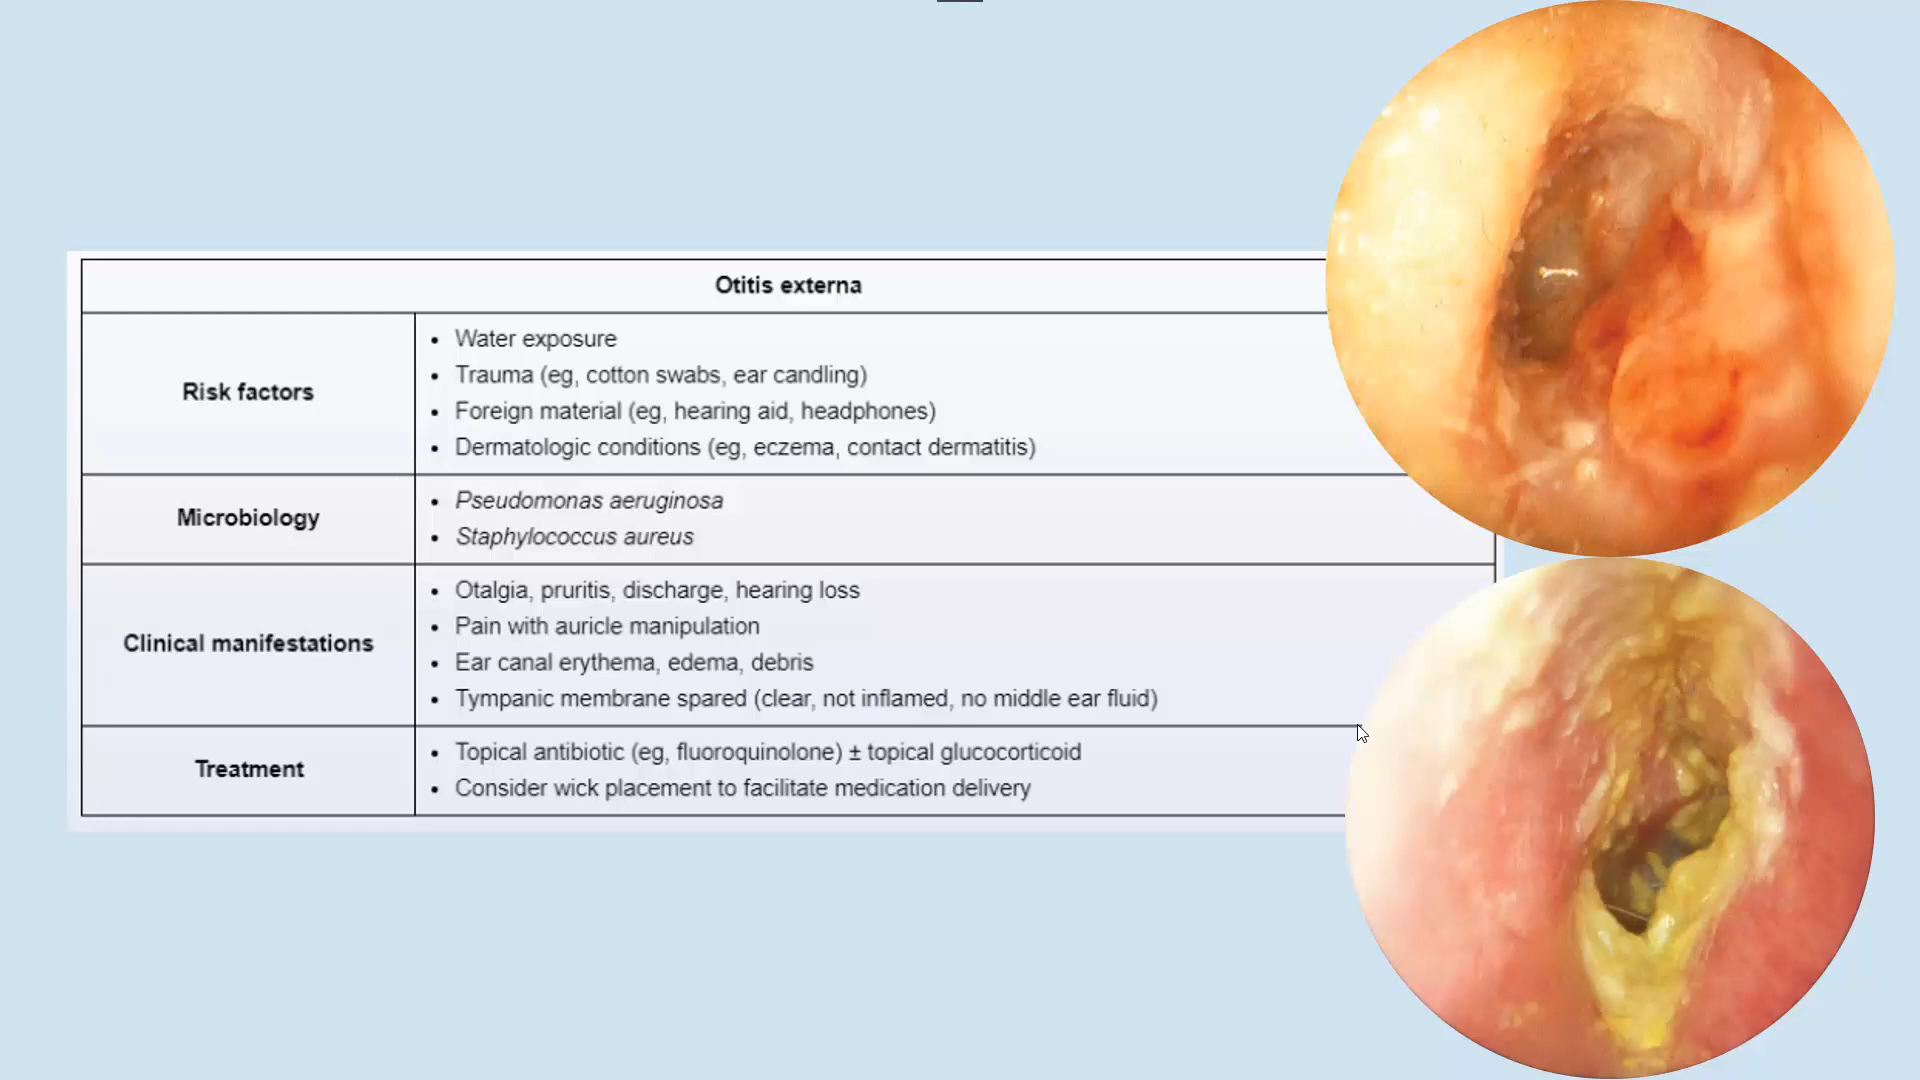 Otitis externa
Risk factors
• Water exposure
• Trauma (eg, cotton swabs, ear candling)
• Foreign material (eg, hearing aid, headphones)
• Dermatologic conditions (eg, eczema, contact dermatitis)
Microbiology
• Pseudomonas aeruginosa
• Staphylococcus aureus
Clinical manifestations
• Otalgia, pruritis, discharge, hearing loss
• Pain with auricle manipulation
• Ear canal erythema, edema, debris
• Tympanic membrane spared (clear, not inflamed, no middle ear fluid)
Treatment
• Topical antibiotic (eg, fluoroquinolone) ± topical glucocorticoid
• Consider wick placement to facilitate medication delivery